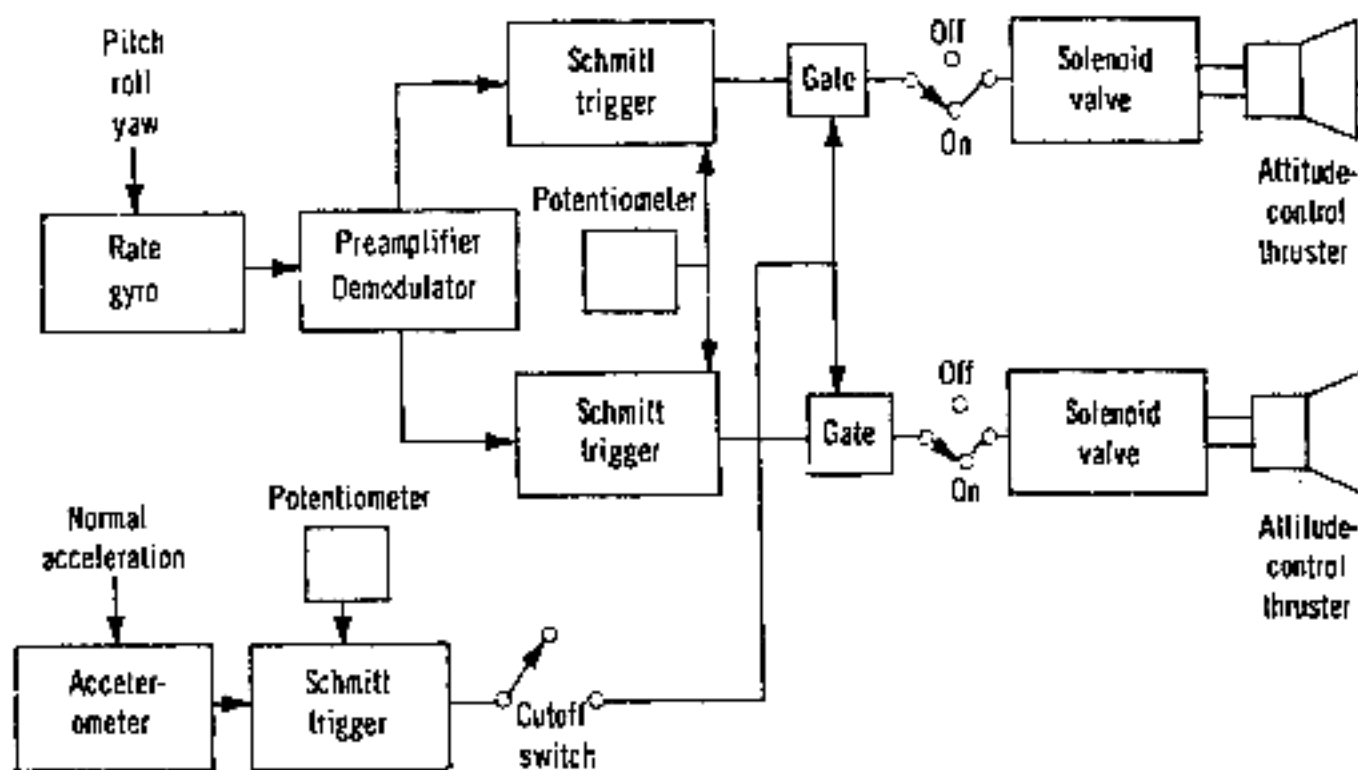 Pitch
roll
yaw
Rate
gyro
Preamplifier
Demodulator
Schmitt
trigger
Potentiometer
Schmitt
trigger
Gate
Off
On
Solenoid
valve
Attitude-
control
thruster
Gate
Off
On
Solenoid
valve
Attitude-
control
thruster
Normal
acceleration
Acceler-
ometer
Potentiometer
Schmitt
trigger
Cutoff
switch